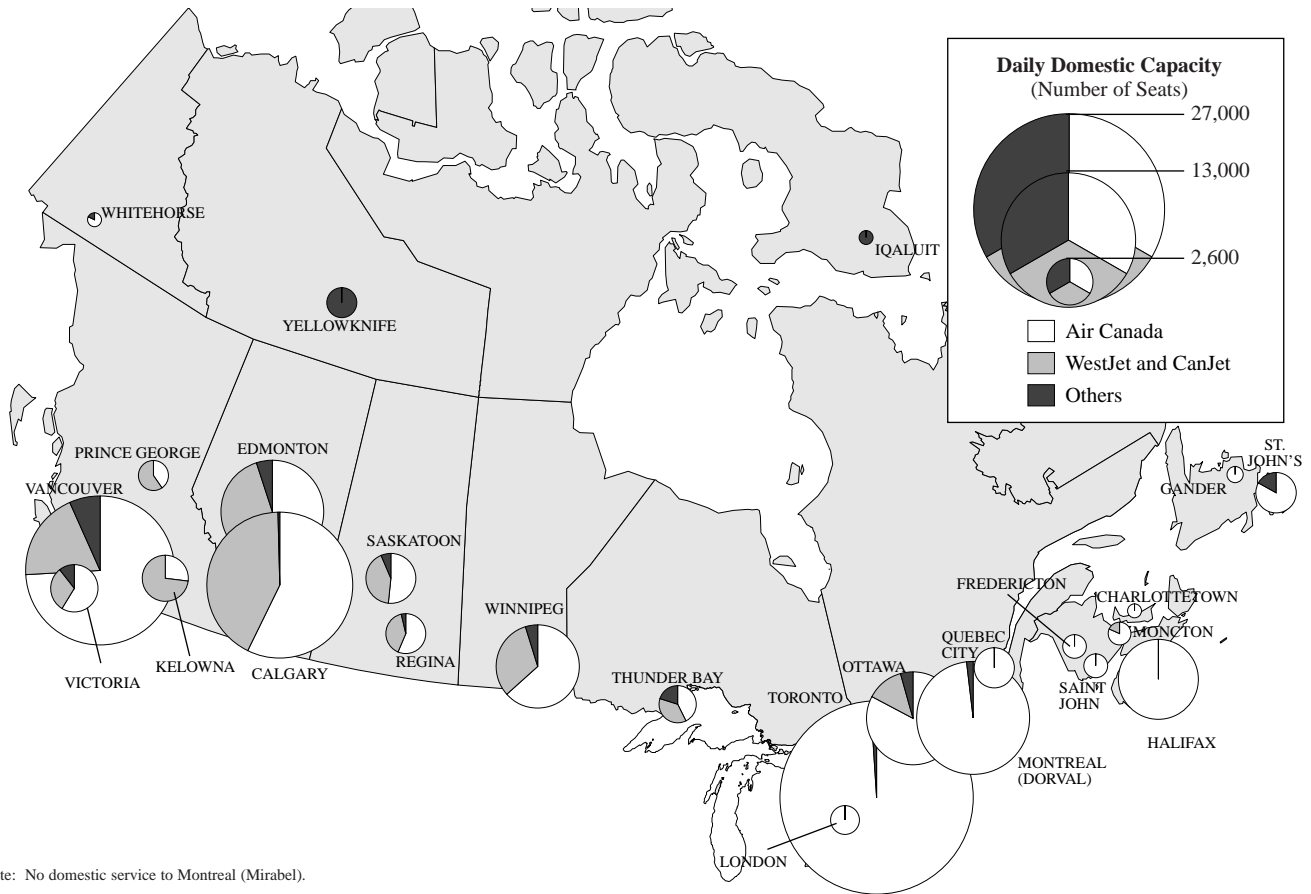 Daily Domestic Capacity
(Number of Seats)
27,000
13,000
2,600
Air Canada
WestJet and CanJet
Others
WHITEHORSE
IQALUIT
YELLOWKNIFE
PRINCE GEORGE
EDMONTON
ST.
JOHN'S
GANDER
VANCOUVER
SASKATOON
FREDERICTON
CHARLOTTETOWN
WINNIPEG
MONCTON
QUEBEC
CITY
KELOWNA
CALGARY
REGINA
OTTAWA
VICTORIA
THUNDER BAY
TORONTO
SAINT
JOHN
HALIFAX
MONTREAL
(DORVAL)
LONDON
te: No domestic service to Montreal (Mirabel).